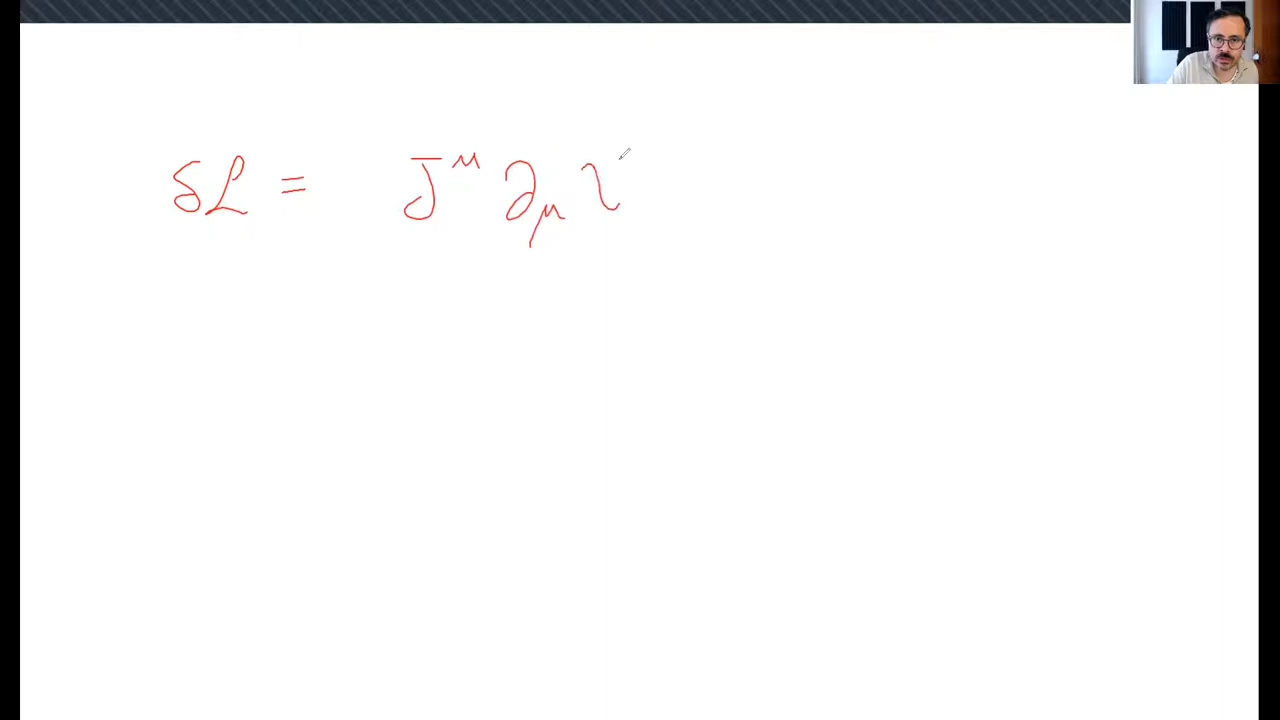 δℒ = J^μ ∂_μ